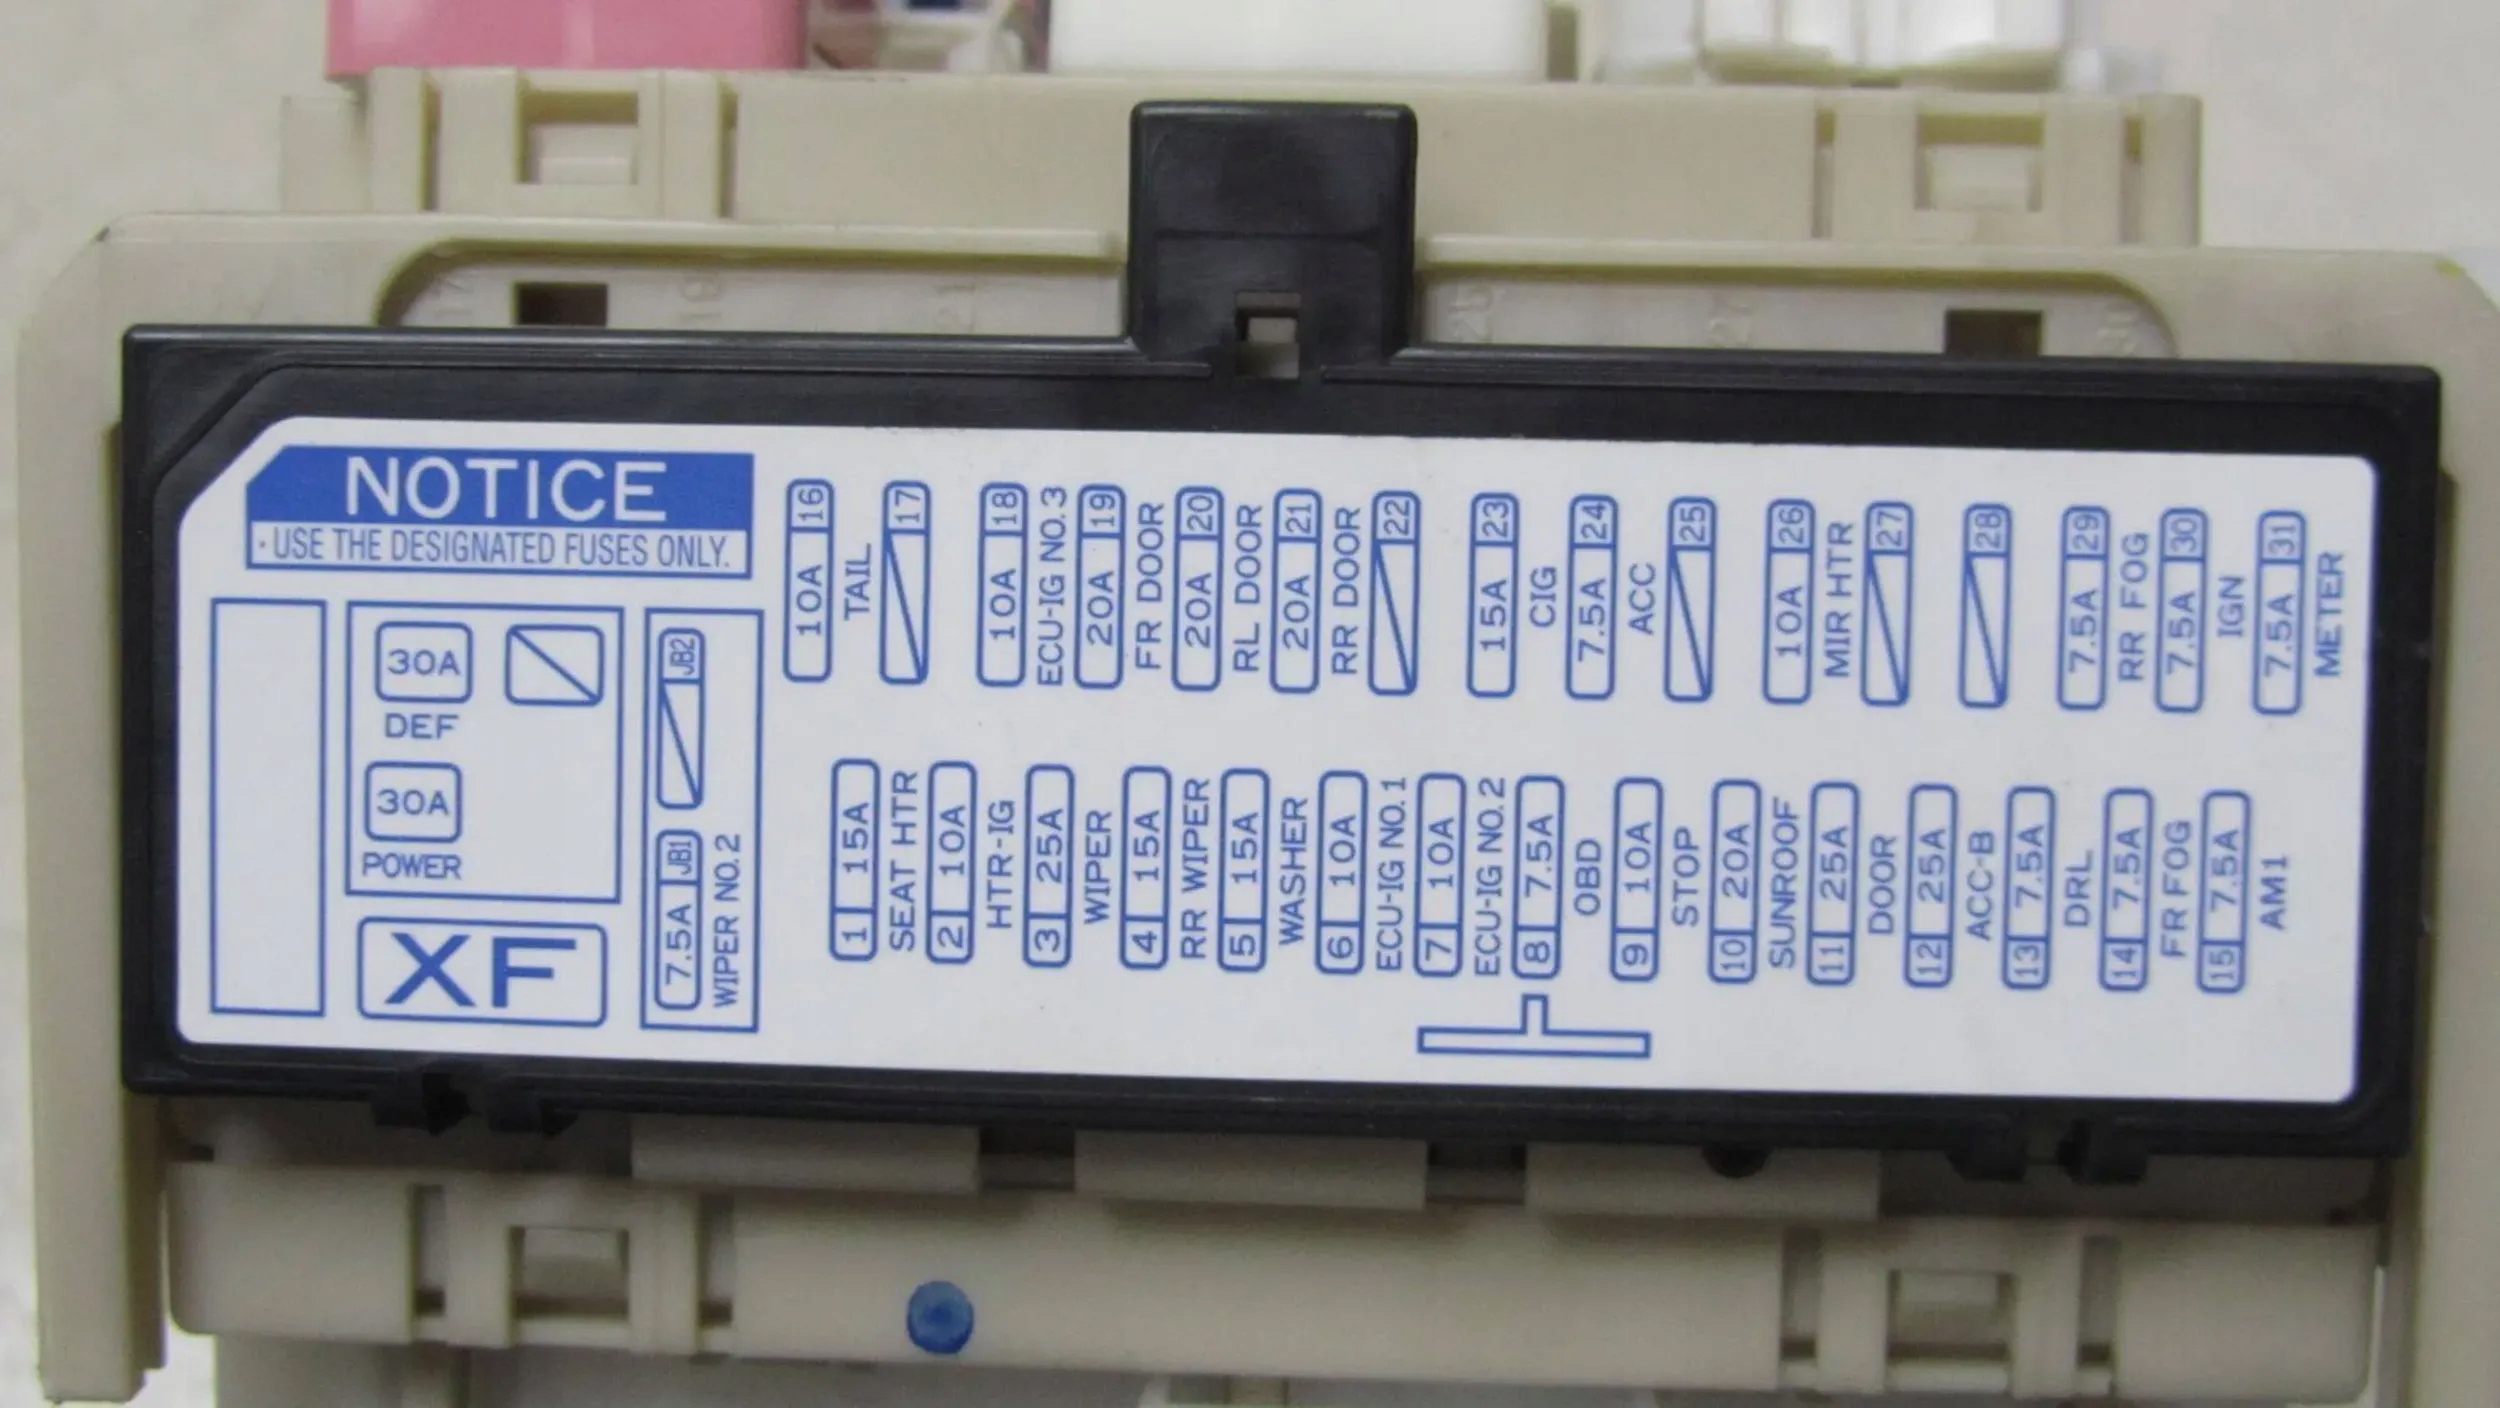 NOTICE
· USE THE DESIGNATED FUSES ONLY.
30A
DEF
30A
POWER
XF
JB2
7.5A JB1
WIPER NO.2
10A 16
TAIL
17
10A 18
ECU-IG NO.3
20A 19
FR DOOR
20A 20
RL DOOR
20A 21
RR DOOR
22
15A 23
CIG
7.5A 24
ACC
25
10A 26
MIR HTR
27
28
7.5A 29
RR FOG
7.5A 30
IGN
7.5A 31
METER
1 15A
SEAT HTR
2 10A
HTR-IG
3 25A
WIPER
4 15A
RR WIPER
5 15A
WASHER
6 10A
ECU-IG NO.1
7 10A
ECU-IG NO.2
8 7.5A
OBD
9 10A
STOP
10 20A
SUNROOF
11 25A
DOOR
12 25A
ACC-B
13 7.5A
DRL
14 7.5A
FR FOG
15 7.5A
AM1